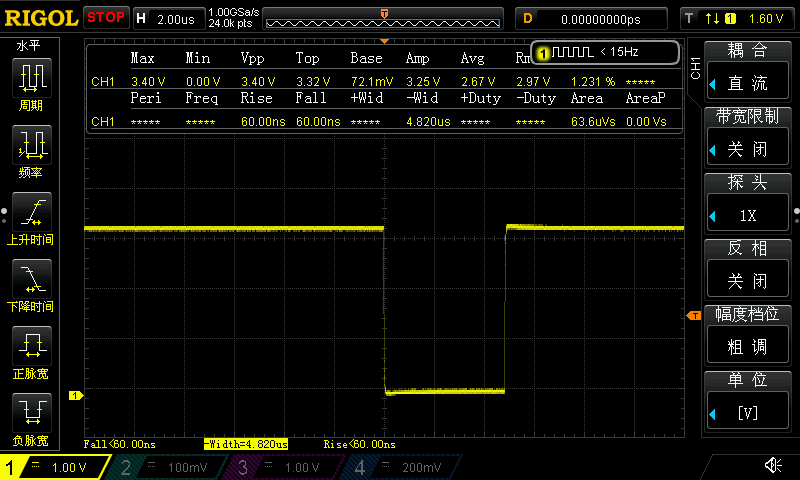 RIGOL STOP H 2.00us 1.00GSa/s 24.0k pts T D 0.00000000ps T 1 1.60 V
水平
周期
频率
上升时间
下降时间
正脉宽
负脉宽
Max Min Vpp Top Base Amp Avg Rm 1 < 15Hz
CH1 3.40 V 0.00 V 3.40 V 3.32 V 72.1mV 3.25 V 2.67 V 2.97 V 1.231 % *****
Peri Freq Rise Fall +Wid -Wid +Duty -Duty Area AreaP
CH1 ***** ***** 60.00ns 60.00ns ***** 4.820us ***** ***** 63.6uVs 0.00 Vs
T
1
Fall<60.00ns -Width=4.820us Rise<60.00ns
CH1
耦 合
直 流
带宽限制
关 闭
探 头
1X
反 相
关 闭
幅度档位
粗 调
单 位
[V]
1 = 1.00 V 2 = 100mV 3 = 1.00 V 4 = 200mV